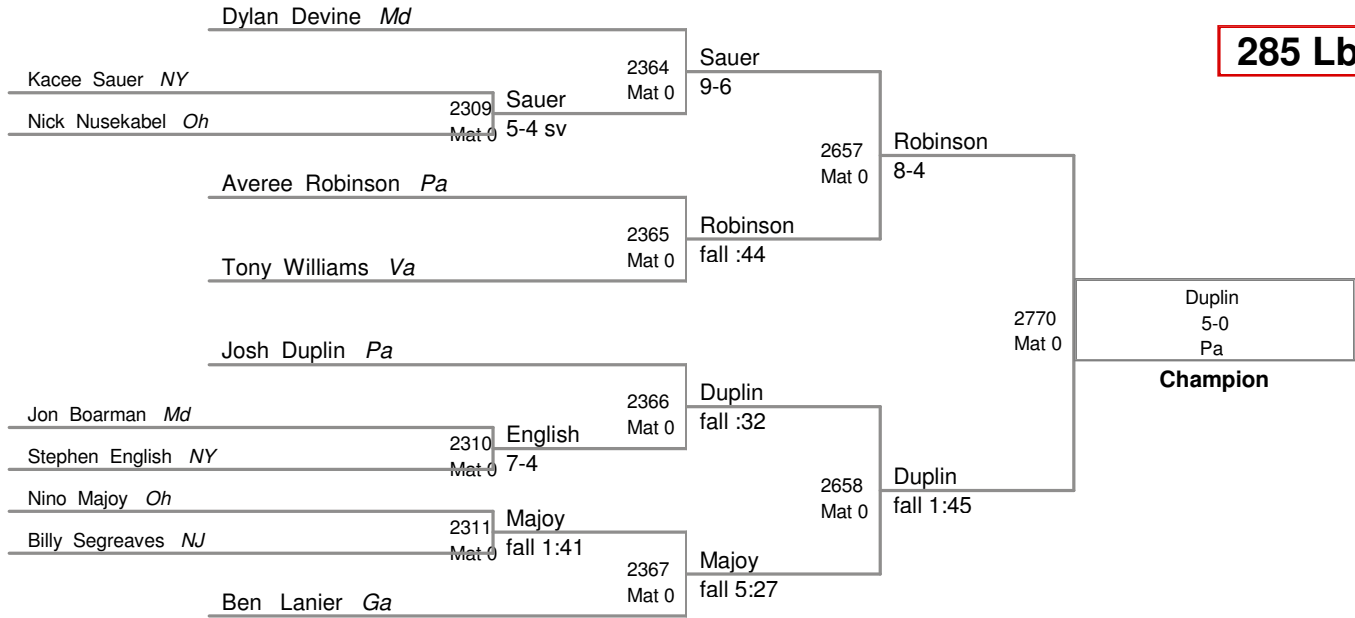 Dylan Devine Md
285 Lb
Sauer
2364
Mat 0
9-6
Kacee Sauer NY
2309
Mat 0
Sauer
5-4 sv
Nick Nusekabel Oh
2657
Mat 0
Robinson
8-4
Averee Robinson Pa
2365
Mat 0
Robinson
fall :44
Tony Williams Va
2770
Mat 0
Duplin
5-0
Pa
Champion
Josh Duplin Pa
2366
Mat 0
Duplin
fall :32
Jon Boarman Md
2310
Mat 0
English
7-4
Stephen English NY
2658
Mat 0
Duplin
fall 1:45
Nino Majoy Oh
2311
Mat 0
Majoy
fall 1:41
Billy Segreaves NJ
2367
Mat 0
Majoy
fall 5:27
Ben Lanier Ga